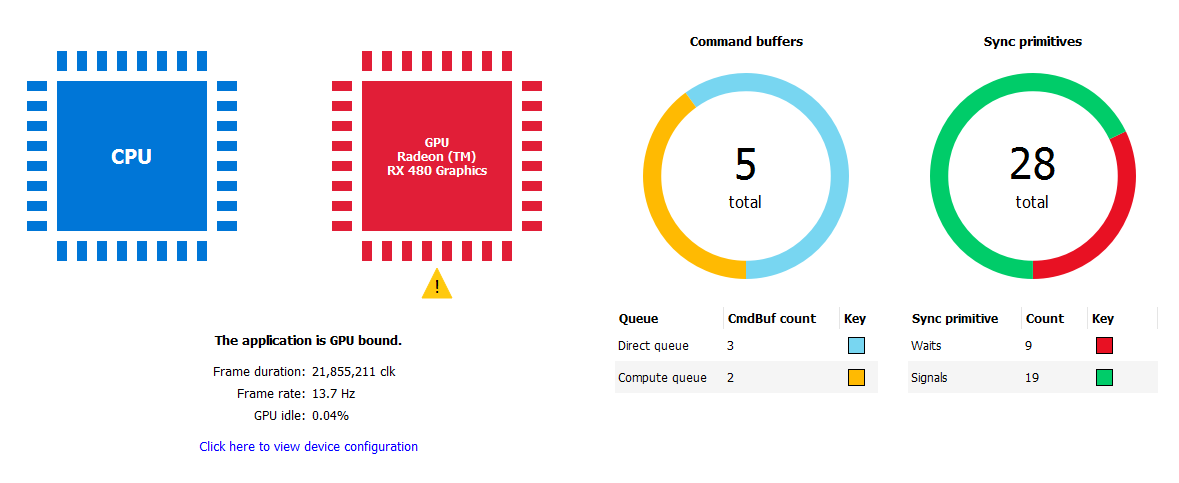 CPU
GPU
Radeon (TM)
RX 480 Graphics
!
The application is GPU bound.
Frame duration: 21,855,211 clk
Frame rate: 13.7 Hz
GPU idle: 0.04%
Click here to view device configuration
Command buffers
5
total
Queue CmdBuf count Key
Direct queue 3
Compute queue 2
Sync primitives
28
total
Sync primitive Count Key
Waits 9
Signals 19